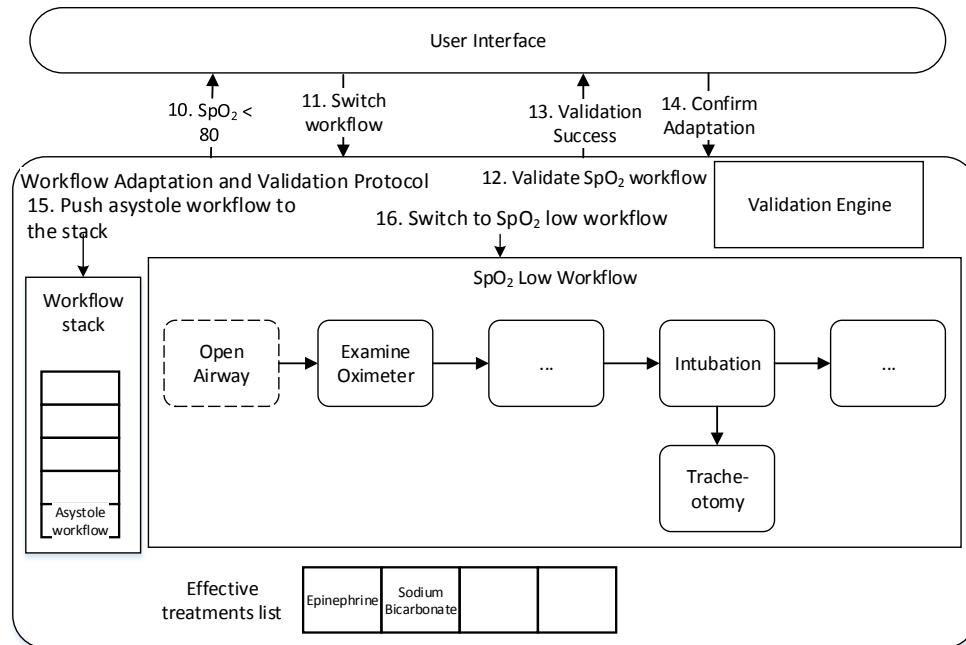 User Interface
10. SpO₂ <
80
11. Switch
workflow
13. Validation
Success
14. Confirm
Adaptation
Workflow Adaptation and Validation Protocol
12. Validate SpO₂ workflow
Validation Engine
15. Push asystole workflow to
the stack
16. Switch to SpO₂ low workflow
Workflow
stack
Asystole
workflow
SpO₂ Low Workflow
Open
Airway
Examine
Oximeter
...
Intubation
...
Trache-
otomy
Effective
treatments list
Epinephrine
Sodium
Bicarbonate